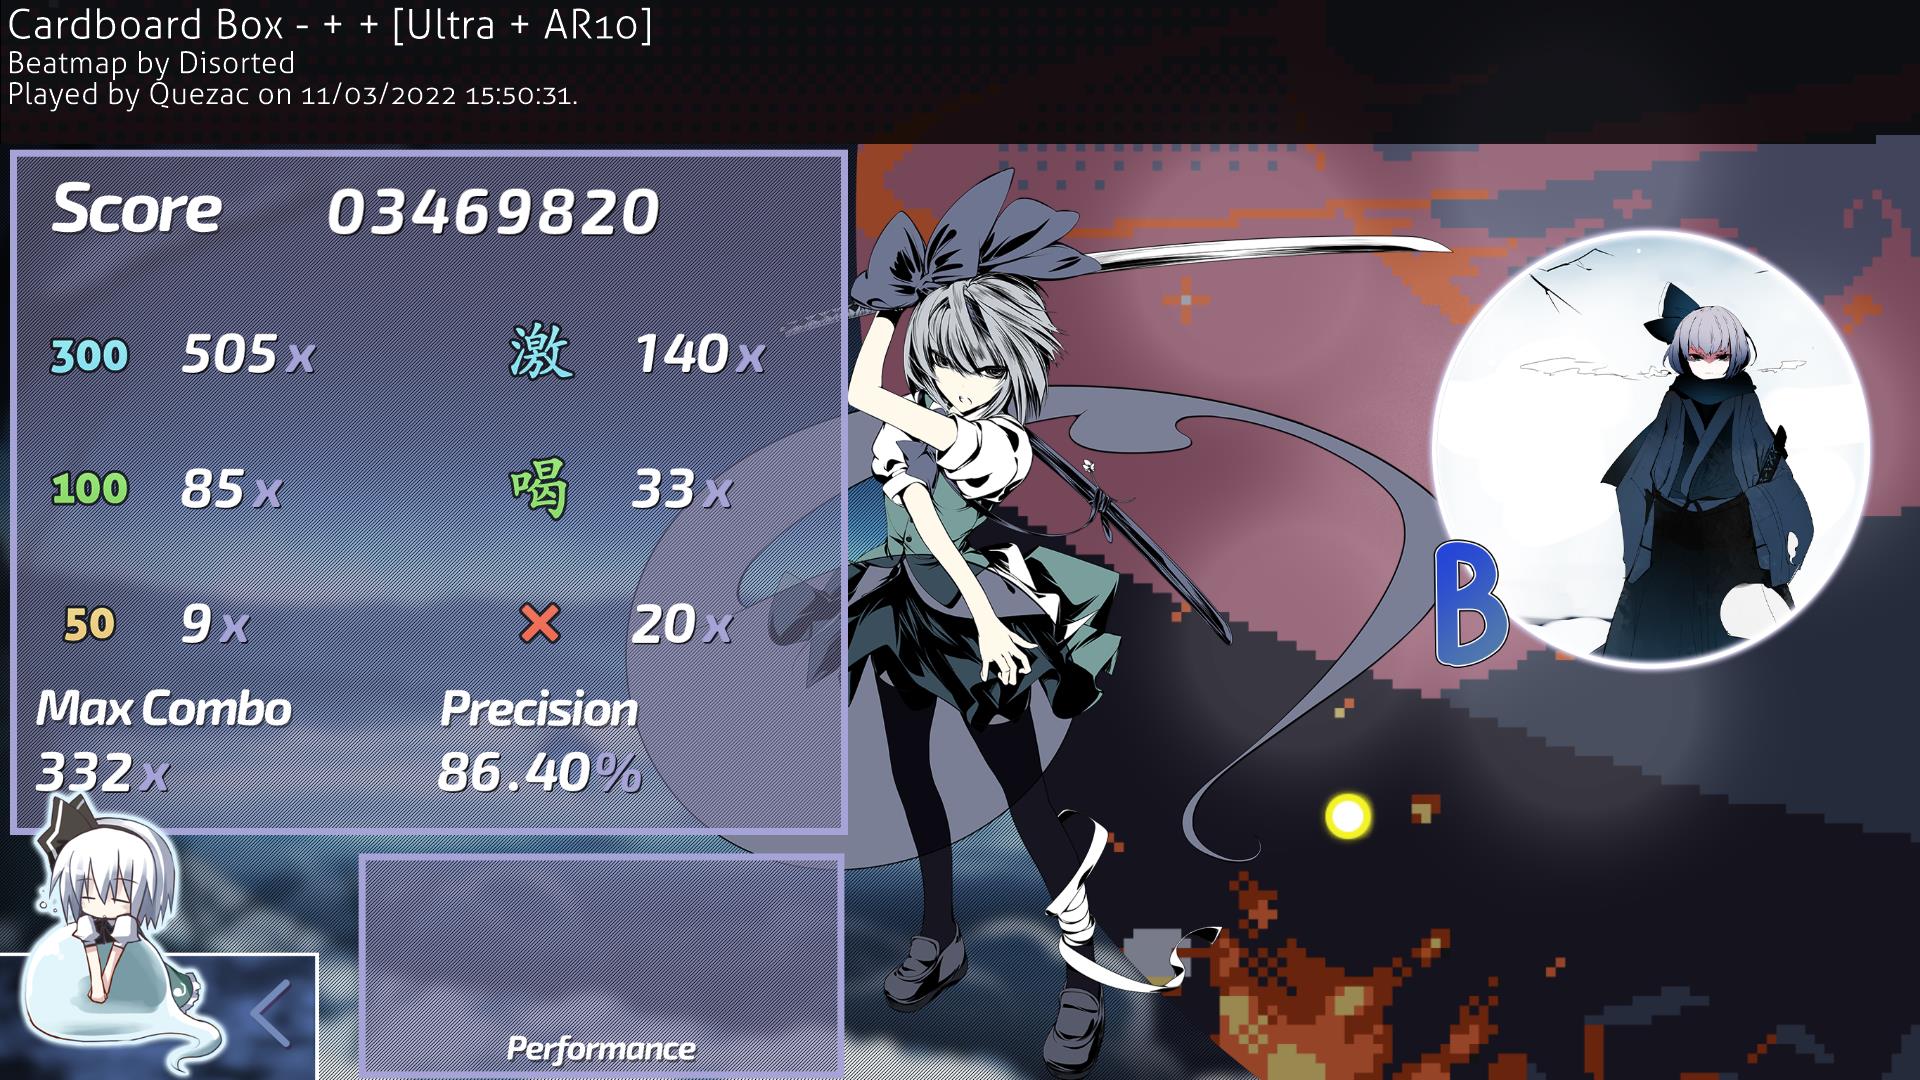 Cardboard Box - + + [Ultra + AR10]
Beatmap by Disorted
Played by Quezac on 11/03/2022 15:50:31.
Score 03469820
300 505x 激 140x
100 85x 喝 33x
50 9x 20x
Max Combo Precision
332x 86.40%
B
Performance